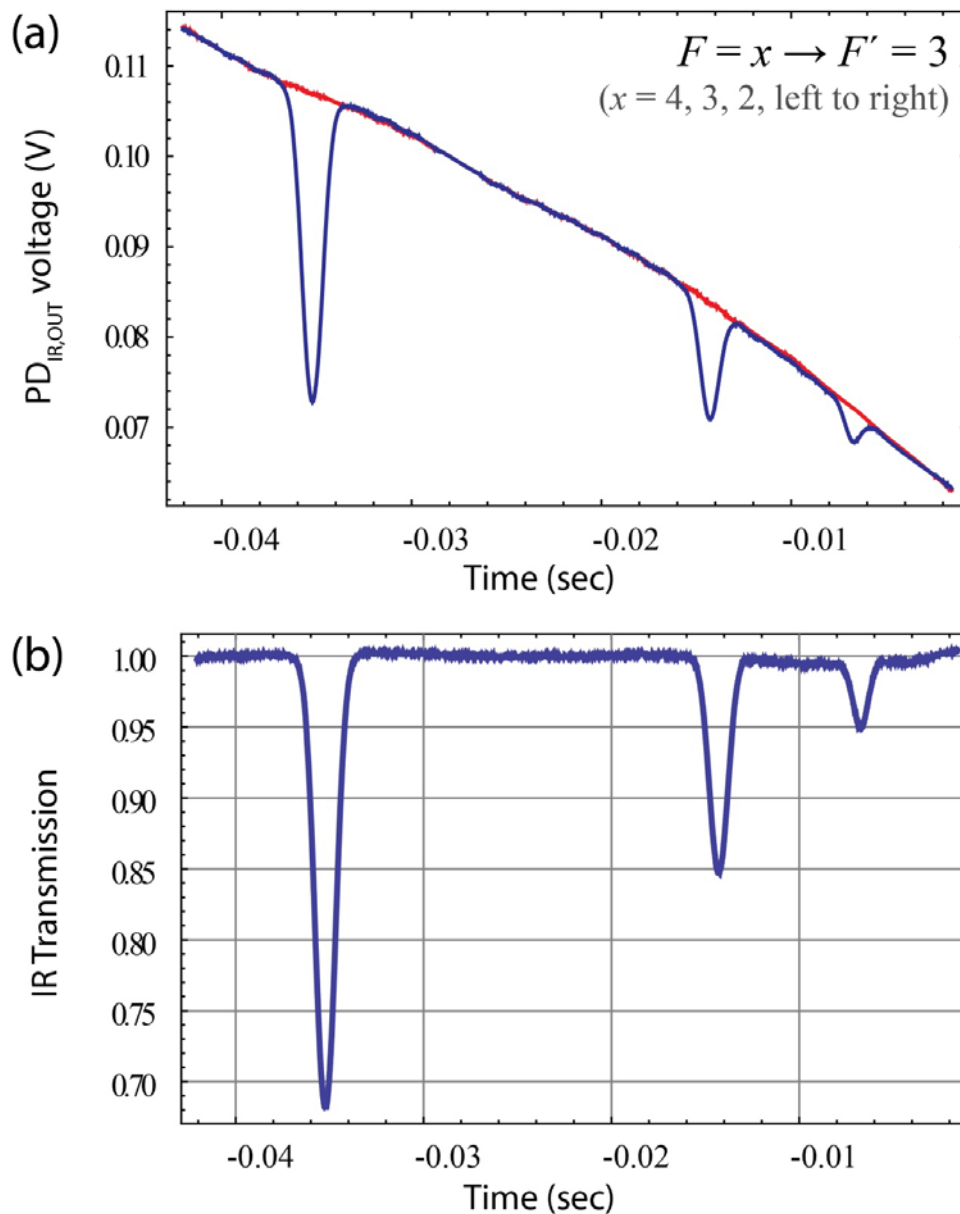 (a)
F = x → F′ = 3
(x = 4, 3, 2, left to right)
0.11
0.10
0.09
0.08
0.07
PD_IR,OUT voltage (V)
-0.04 -0.03 -0.02 -0.01
Time (sec)
(b)
1.00
0.95
0.90
0.85
0.80
0.75
0.70
IR Transmission
-0.04 -0.03 -0.02 -0.01
Time (sec)